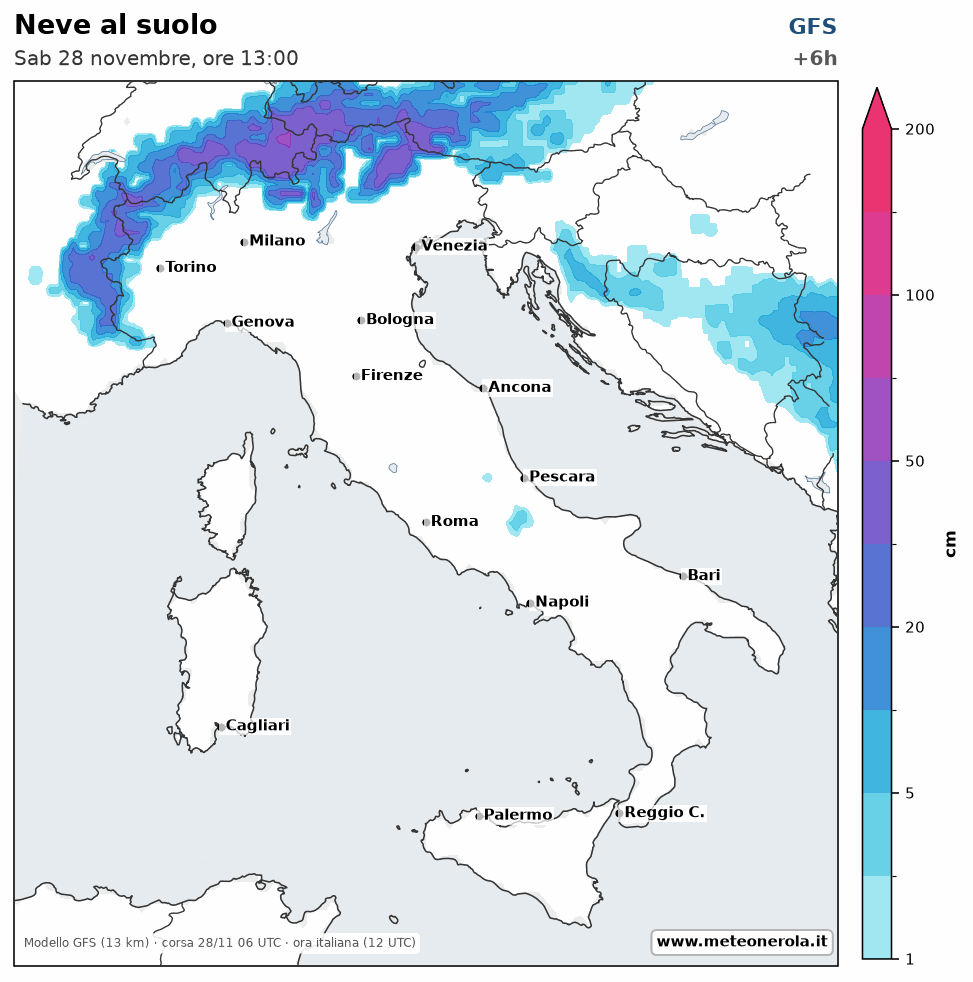 Neve al suolo
GFS
Sab 28 novembre, ore 13:00
+6h
200
100
50
20
5
1
cm
Milano
Venezia
Torino
Genova
Bologna
Firenze
Ancona
Pescara
Roma
Bari
Napoli
Cagliari
Palermo
Reggio C.
Modello GFS (13 km) · corsa 28/11 06 UTC · ora italiana (12 UTC)
www.meteonerola.it